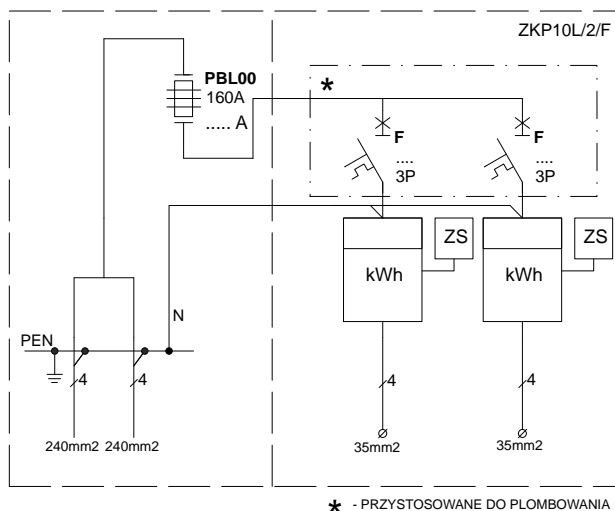 ZKP10L/2/F
PBL00
160A
..... A
*
F
....
3P
F
....
3P
ZS
ZS
kWh
kWh
N
PEN
4
4
4
4
240mm2
240mm2
35mm2
35mm2
* - PRZYSTOSOWANE DO PLOMBOWANIA